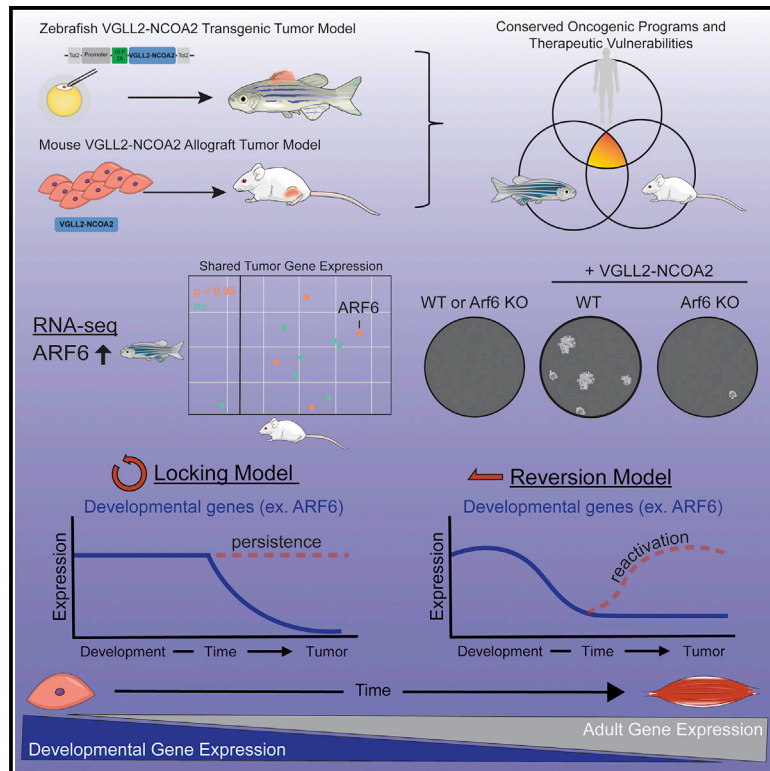 Zebrafish VGLL2-NCOA2 Transgenic Tumor Model
Tol2
Promoter
GFP
2A
VGLL2-NCOA2
Tol2
Mouse VGLL2-NCOA2 Allograft Tumor Model
VGLL2-NCOA2
Conserved Oncogenic Programs and
Therapeutic Vulnerabilities
RNA-seq
ARF6
Shared Tumor Gene Expression
p < 0.05
ns
ARF6
+ VGLL2-NCOA2
WT or Arf6 KO
WT
Arf6 KO
Locking Model
Developmental genes (ex. ARF6)
persistence
Expression
Development
Time
Tumor
Reversion Model
Developmental genes (ex. ARF6)
reactivation
Expression
Development
Time
Tumor
Time
Adult Gene Expression
Developmental Gene Expression